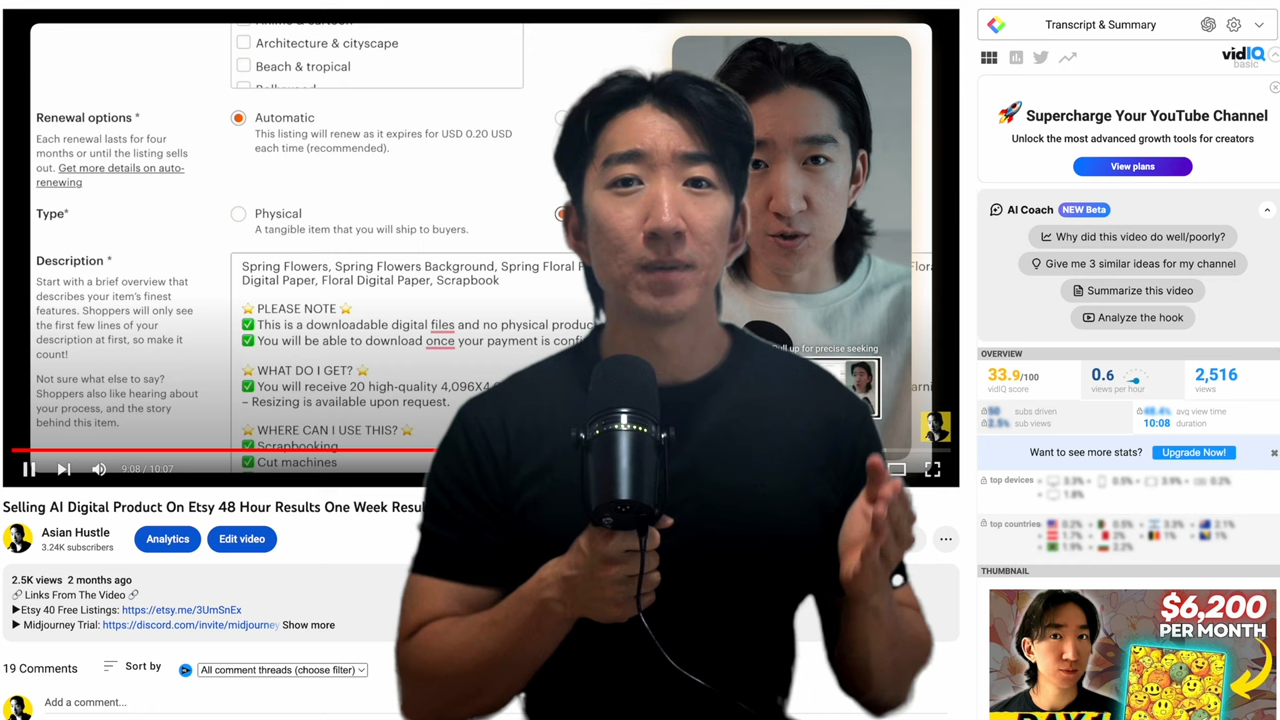 Architecture & cityscape
Beach & tropical
Renewal options *
Automatic
Each renewal lasts for four
months or until the listing sells
out. Get more details on auto-
renewing
This listing will renew as it expires for USD 0.20 USD
each time (recommended).
Type*
Physical
A tangible item that you will ship to buyers.
Description *
Start with a brief overview that
describes your item's finest
features. Shoppers will only see
the first few lines of your
description at first, so make it
count!
Not sure what else to say?
Shoppers also like hearing about
your process, and the story
behind this item.
Spring Flowers, Spring Flowers Background, Spring Floral
Digital Paper, Floral Digital Paper, Scrapbook
⭐ PLEASE NOTE ⭐
✅ This is a downloadable digital files and no physical
✅ You will be able to download once your payment is
⭐ WHAT DO I GET? ⭐
✅ You will receive 20 high-quality
– Resizing is available upon request.
⭐ WHERE CAN I USE THIS? ⭐
✅ Scrapbooking
✅ Cut machines
up for precise seeking
9:08 / 10:07
Selling AI Digital Product On Etsy 48 Hour Results One Week
Asian Hustle
3.24K subscribers
Analytics
Edit video
...
2.5K views 2 months ago
🔗 Links From The Video 🔗
▶Etsy 40 Free Listings: https://etsy.me/3UmSnEx
▶ Midjourney Trial: https://discord.com/invite/midjourney Show more
19 Comments
Sort by
All comment threads (choose filter)
Add a comment...
Transcript & Summary
vidIQ
basic
🚀 Supercharge Your YouTube Channel
Unlock the most advanced growth tools for creators
View plans
AI Coach NEW Beta
Why did this video do well/poorly?
Give me 3 similar ideas for my channel
Summarize this video
Analyze the hook
OVERVIEW
33.9/100
vidIQ score
0.6
views per hour
2,516
views
subs driven
sub views
avg view time
10:08 duration
Want to see more stats? Upgrade Now!
top devices
top countries
THUMBNAIL
$6,200
PER MONTH